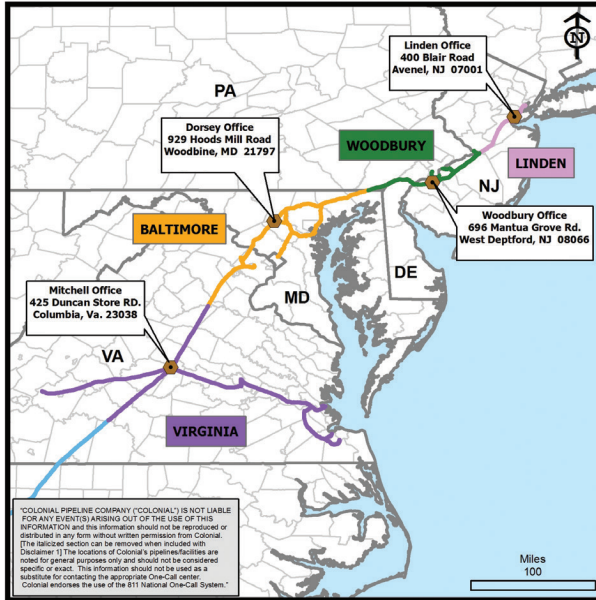 N
Linden Office
400 Blair Road
Avenel, NJ 07001
PA
Dorsey Office
929 Hoods Mill Road
Woodbine, MD 21797
WOODBURY
LINDEN
NJ
BALTIMORE
Woodbury Office
696 Mantua Grove Rd.
West Deptford, NJ 08066
DE
MD
Mitchell Office
425 Duncan Store RD.
Columbia, Va. 23038
VA
VIRGINIA
"COLONIAL PIPELINE COMPANY ("COLONIAL") IS NOT LIABLE
FOR ANY EVENT(S) ARISING OUT OF THE USE OF THIS
INFORMATION and this information should not be reproduced or
distributed in any form without written permission from Colonial.
[The italicized section can be removed when included with
Disclaimer 1] The locations of Colonial's pipelines/facilities are
noted for general purposes only and should not be considered
specific or exact. This information should not be used as a
substitute for contacting the appropriate One-Call center.
Colonial endorses the use of the 811 National One-Call System."
Miles
100